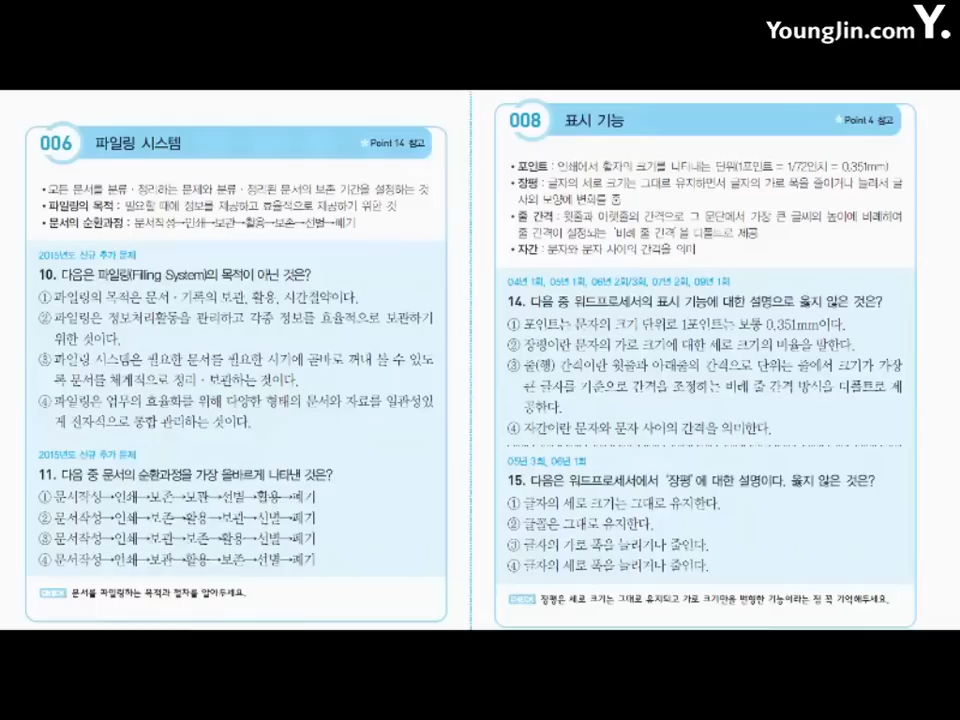 YoungJin.com Y.
006 파일링 시스템 Point 14 참고
• 모든 문서를 분류 · 정리하는 문제와 분류 · 정리된 문서의 보존 기간을 설정하는 것
• 파일링의 목적 : 필요할 때에 정보를 제공하고 효율적으로 제공하기 위한 것
• 문서의 순환과정 : 문서작성→인쇄→보관→활용→보존→선별→폐기
2015년도 신규 추가 문제
10. 다음은 파일링(Filling System)의 목적이 아닌 것은?
① 파일링의 목적은 문서 · 기록의 보관, 활용, 시간절약이다.
② 파일링은 정보처리활동을 관리하고 각종 정보를 효율적으로 보관하기
위한 것이다.
③ 파일링 시스템은 필요한 문서를 필요한 시기에 곧바로 꺼내 볼 수 있도
록 문서를 체계적으로 정리 · 보관하는 것이다.
④ 파일링은 업무의 효율화를 위해 다양한 형태의 문서와 자료를 일관성있
게 전자식으로 통합 관리하는 것이다.
2015년도 신규 추가 문제
11. 다음 중 문서의 순환과정을 가장 올바르게 나타낸 것은?
① 문서작성→인쇄→보존→보관→선별→활용→폐기
② 문서작성→인쇄→보존→활용→보관→선별→폐기
③ 문서작성→인쇄→보관→보존→활용→선별→폐기
④ 문서작성→인쇄→보관→활용→보존→선별→폐기
CHECK 문서를 파일링하는 목적과 절차를 알아두세요.
008 표시 기능 Point 4 참고
• 포인트 : 인쇄에서 활자의 크기를 나타내는 단위(1포인트 = 1/72인치 = 0.351mm)
• 장평 : 글자의 세로 크기는 그대로 유지하면서 글자의 가로 폭을 줄이거나 늘려서 글
자의 모양에 변화를 줌
• 줄 간격 : 윗줄과 아랫줄의 간격으로 그 문단에서 가장 큰 글씨의 높이에 비례하여
줄 간격이 설정되는 '비례 줄 간격'을 디폴트로 제공
• 자간 : 문자와 문자 사이의 간격을 의미
04년 1회, 05년 1회, 06년 2회/3회, 07년 2회, 09년 1회
14. 다음 중 워드프로세서의 표시 기능에 대한 설명으로 옳지 않은 것은?
① 포인트는 문자의 크기 단위로 1포인트는 보통 0.351mm이다.
② 장평이란 문자의 가로 크기에 대한 세로 크기의 비율을 말한다.
③ 줄(행) 간격이란 윗줄과 아래줄의 간격으로 단위는 줄에서 크기가 가장
큰 글자를 기준으로 간격을 조정하는 비례 줄 간격 방식을 디폴트로 제
공한다.
④ 자간이란 문자와 문자 사이의 간격을 의미한다.
05년 3회, 06년 1회
15. 다음은 워드프로세서에서 '장평'에 대한 설명이다. 옳지 않은 것은?
① 글자의 세로 크기는 그대로 유지한다.
② 글꼴은 그대로 유지한다.
③ 글자의 가로 폭을 늘리거나 줄인다.
④ 글자의 세로 폭을 늘리거나 줄인다.
CHECK 장평은 세로 크기는 그대로 유지되고 가로 크기만을 변형한 기능이라는 점 꼭 기억해두세요.